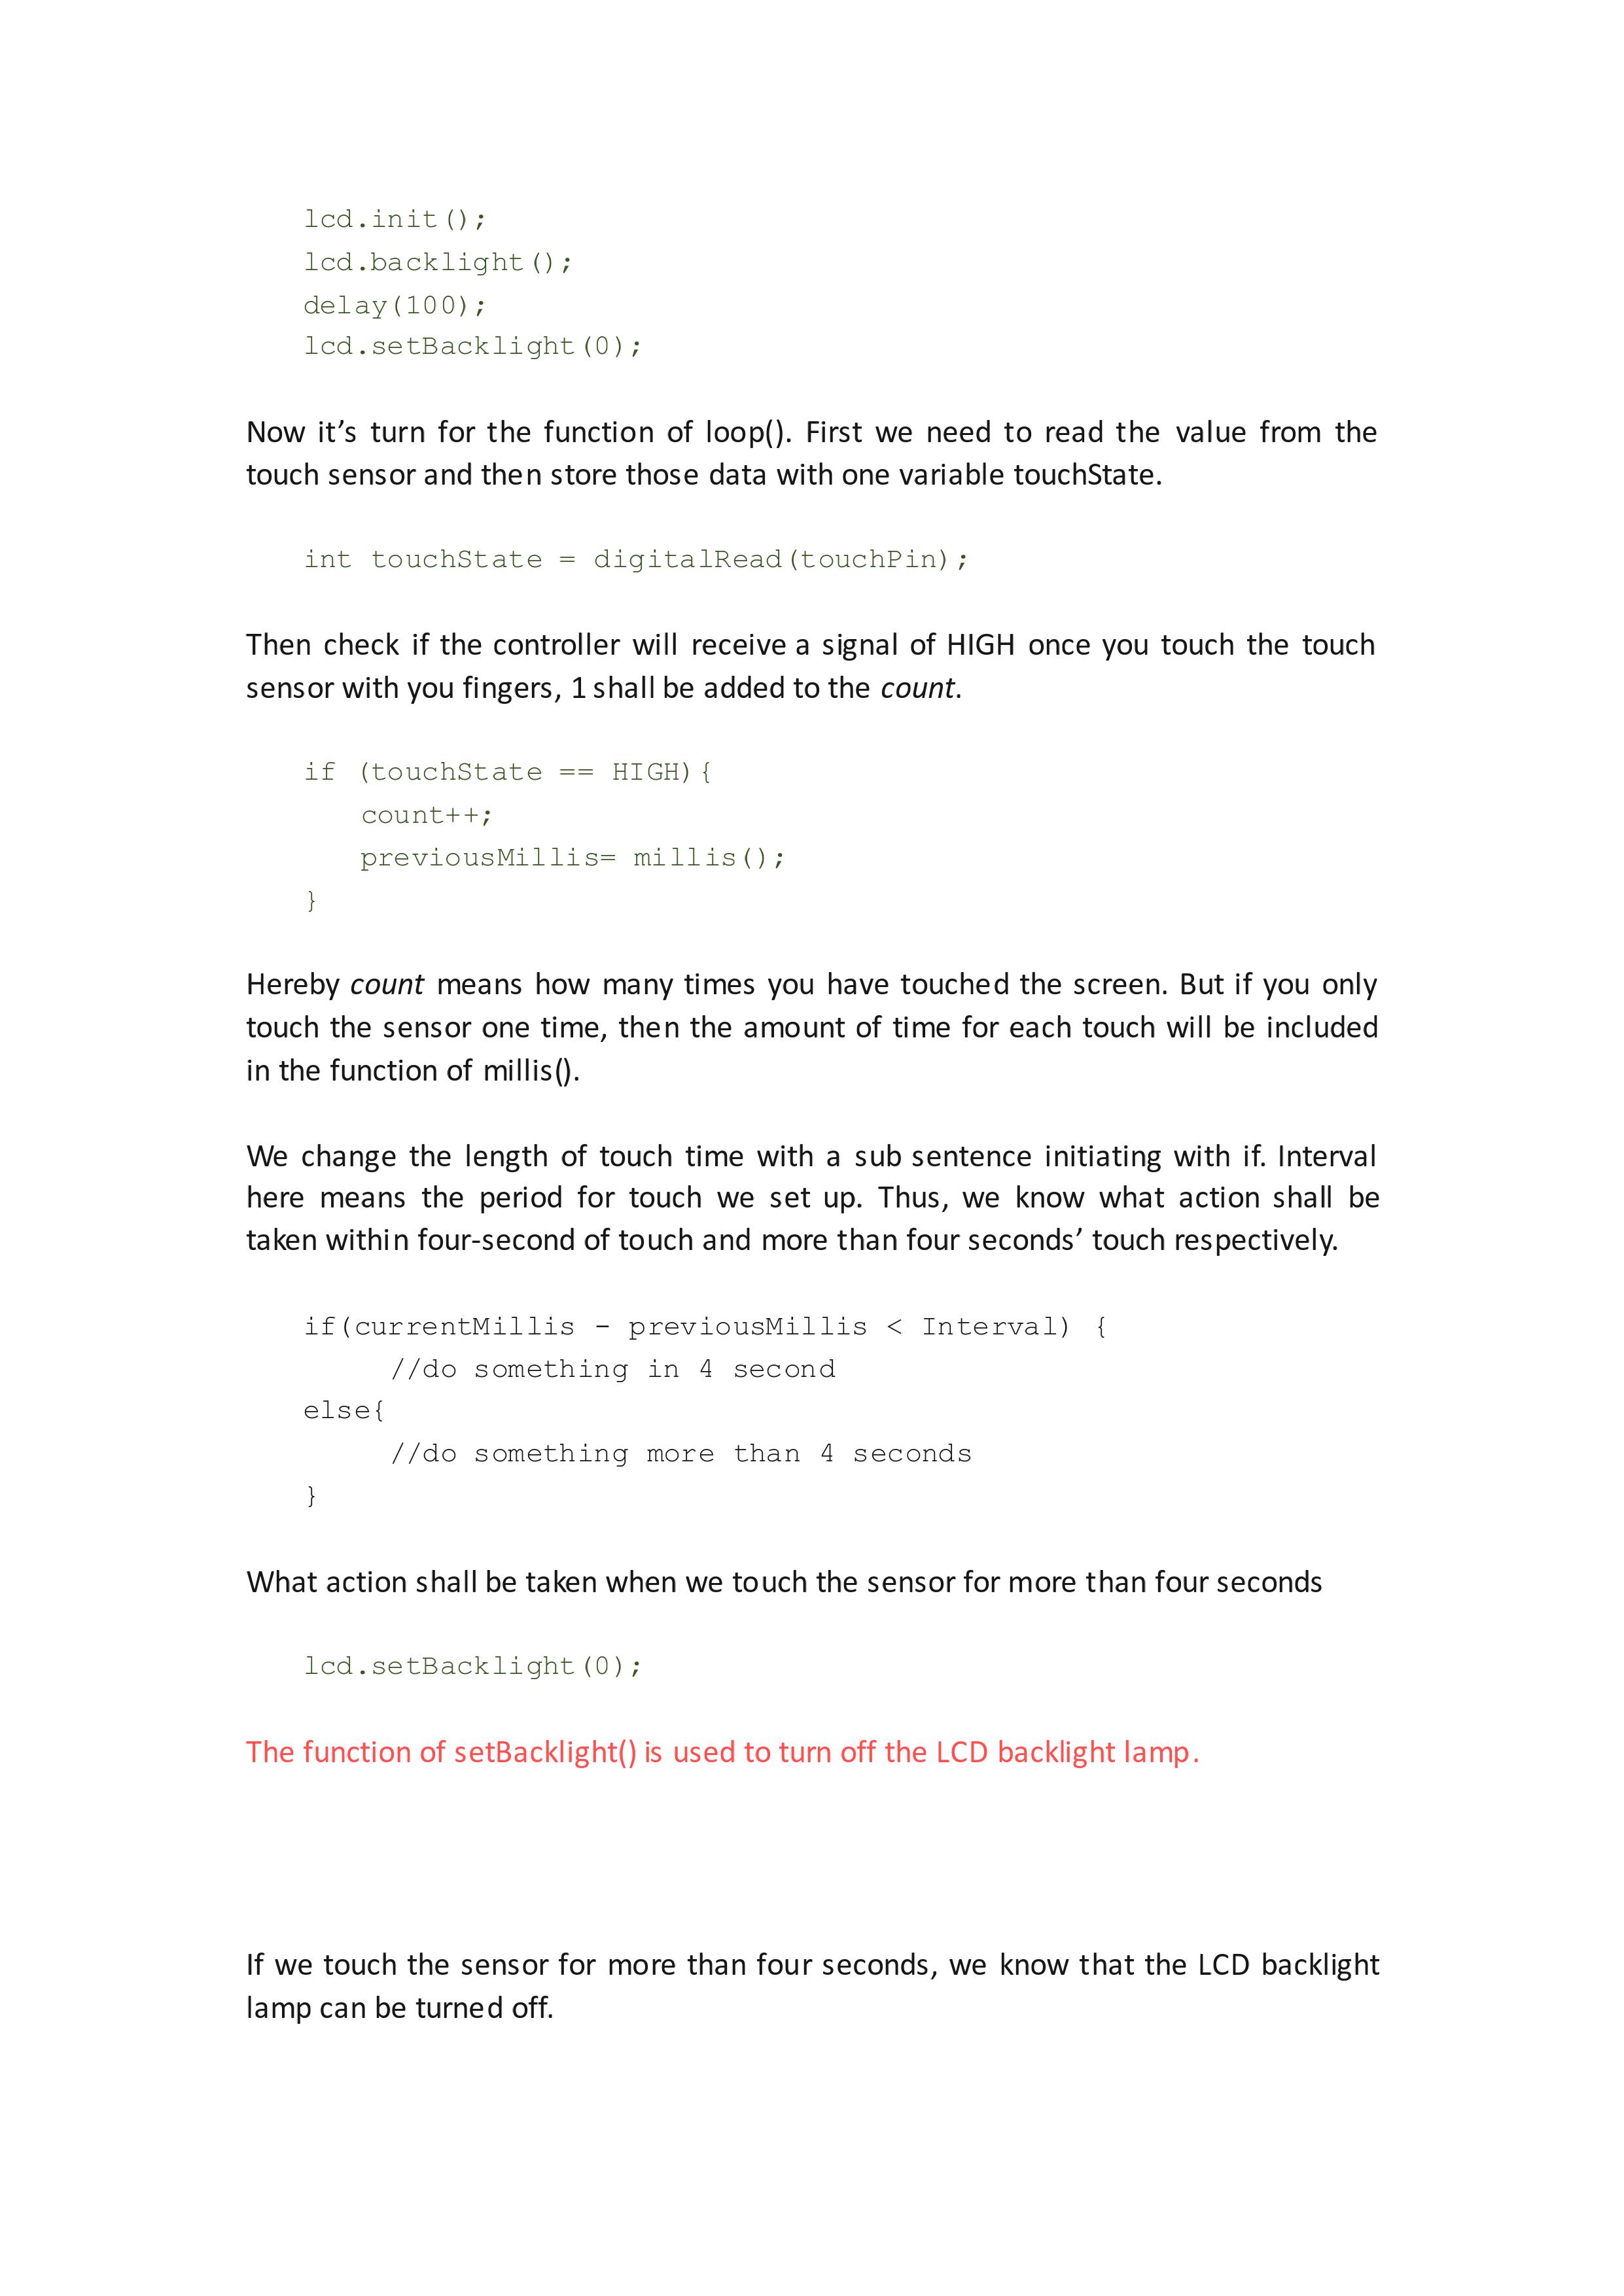 lcd.init();
lcd.backlight();
delay(100);
lcd.setBacklight(0);
Now it’s turn for the function of loop(). First we need to read the value from the
touch sensor and then store those data with one variable touchState.
int touchState = digitalRead(touchPin);
Then check if the controller will receive a signal of HIGH once you touch the touch
sensor with you fingers, 1 shall be added to the count.
if (touchState == HIGH){
count++;
previousMillis= millis();
}
Hereby count means how many times you have touched the screen. But if you only
touch the sensor one time, then the amount of time for each touch will be included
in the function of millis().
We change the length of touch time with a sub sentence initiating with if. Interval
here means the period for touch we set up. Thus, we know what action shall be
taken within four-second of touch and more than four seconds’ touch respectively.
if(currentMillis - previousMillis < Interval) {
//do something in 4 second
else{
//do something more than 4 seconds
}
What action shall be taken when we touch the sensor for more than four seconds
lcd.setBacklight(0);
The function of setBacklight() is used to turn off the LCD backlight lamp.
If we touch the sensor for more than four seconds, we know that the LCD backlight
lamp can be turned off.